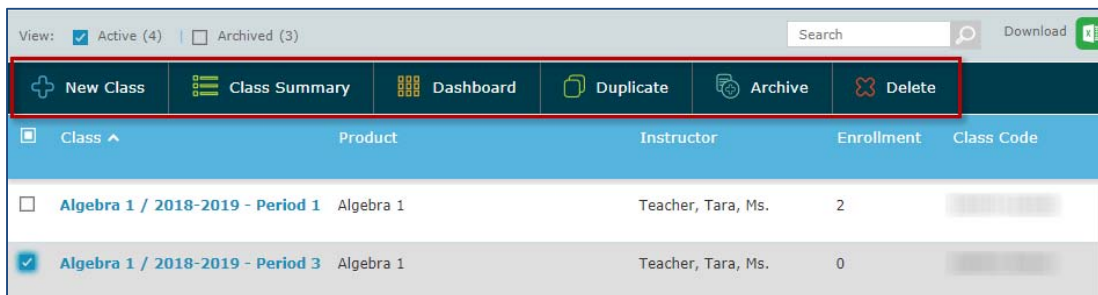 View: Active (4) | Archived (3) Search Download
New Class Class Summary Dashboard Duplicate Archive Delete
Class Product Instructor Enrollment Class Code
Algebra 1 / 2018-2019 - Period 1 Algebra 1 Teacher, Tara, Ms. 2
Algebra 1 / 2018-2019 - Period 3 Algebra 1 Teacher, Tara, Ms. 0